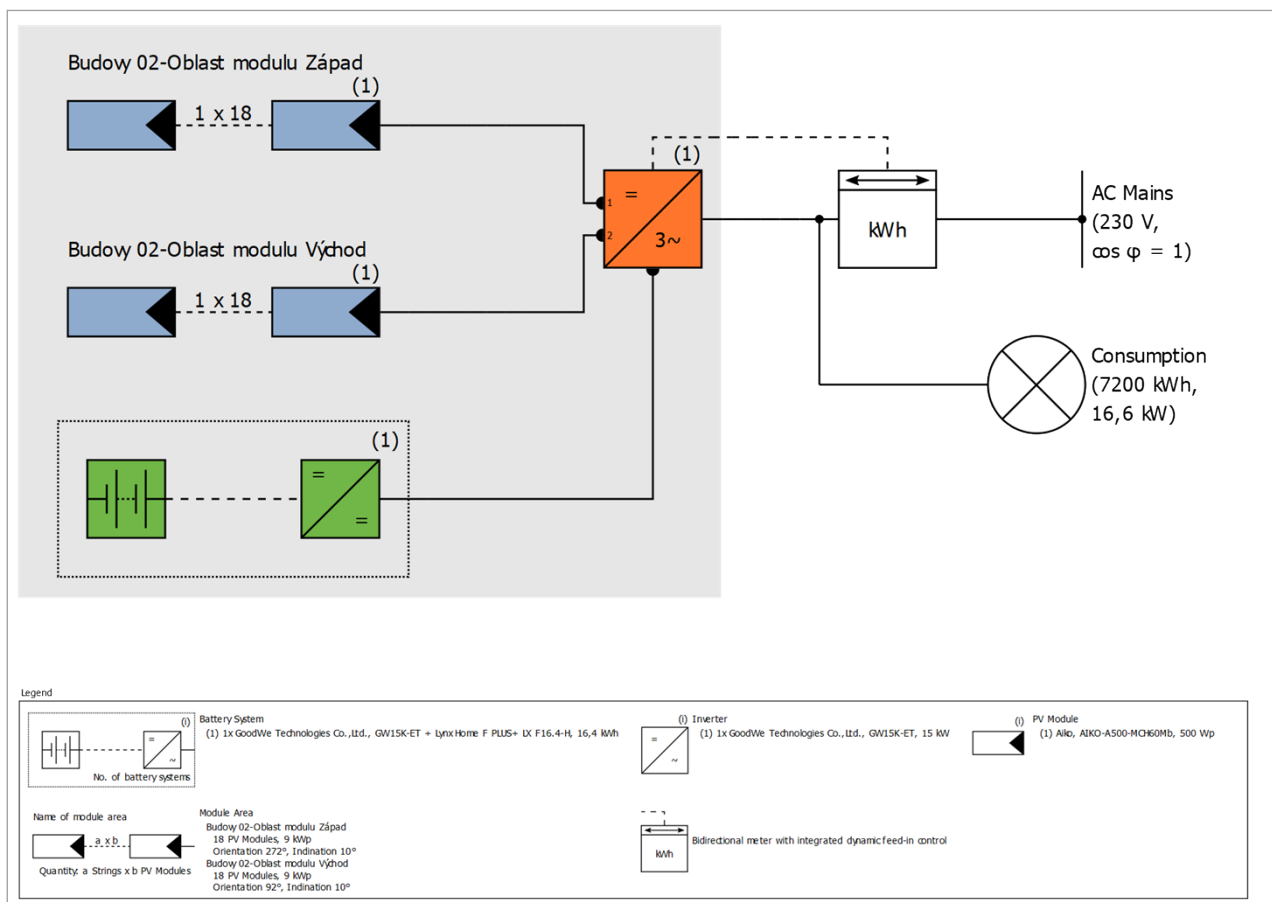 Budowy 02-Oblast modulu Západ
(1)
1 x 18
(1)
1
=
3~
2
kWh
AC Mains
(230 V,
cos φ = 1)
Budowy 02-Oblast modulu Východ
(1)
1 x 18
Consumption
(7200 kWh,
16,6 kW)
(1)
=
=
Legend
(i)
=
~
No. of battery systems
Battery System
(1) 1x GoodWe Technologies Co.,Ltd., GW15K-ET + Lynx Home F PLUS+ LX F16.4-H, 16,4 kWh
(i)
=
~
Inverter
(1) 1x GoodWe Technologies Co.,Ltd., GW15K-ET, 15 kW
(i)
PV Module
(1) Aiko, AIKO-A500-MCH60Mb, 500 Wp
Name of module area
a x b
Quantity: a Strings x b PV Modules
Module Area
Budowy 02-Oblast modulu Západ
18 PV Modules, 9 kWp
Orientation 272°, Inclination 10°
Budowy 02-Oblast modulu Východ
18 PV Modules, 9 kWp
Orientation 92°, Inclination 10°
kWh
Bidirectional meter with integrated dynamic feed-in control